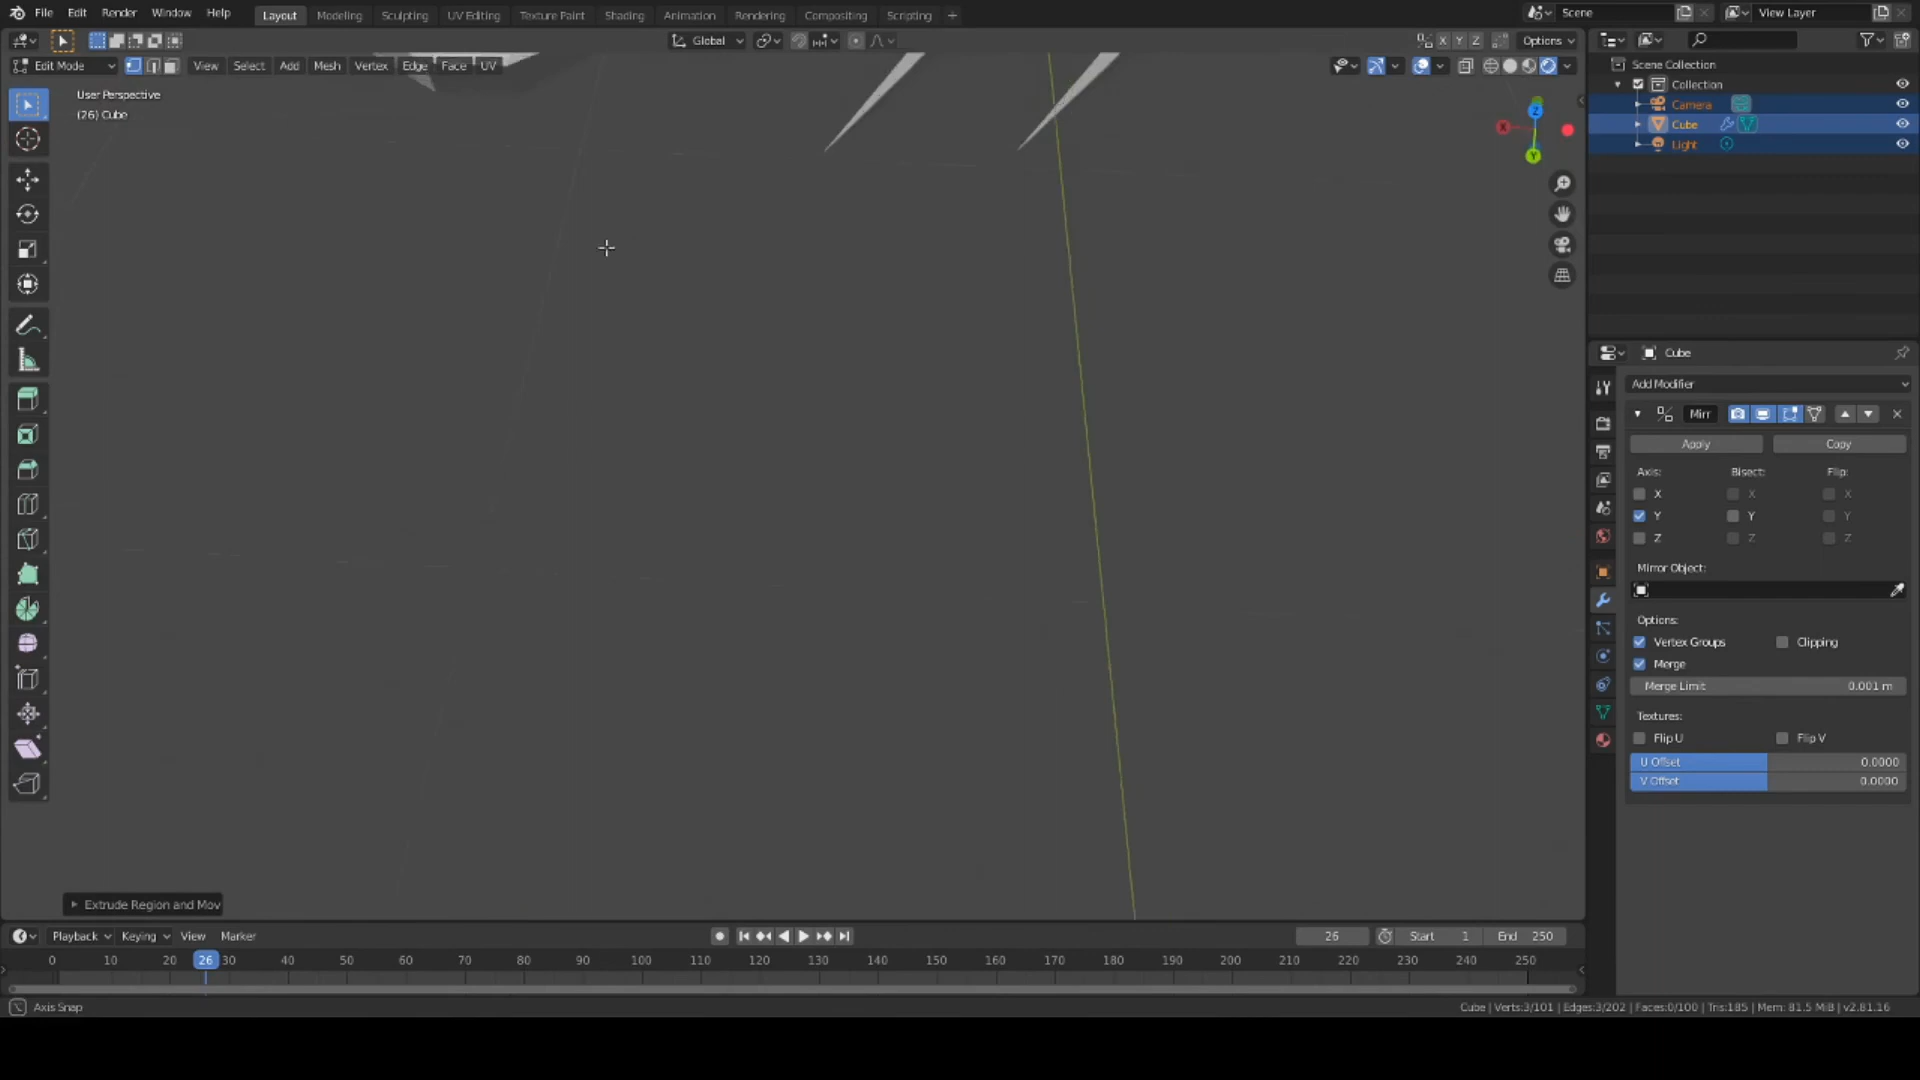 File Edit Render Window Help Layout Modeling Sculpting UV Editing Texture Paint Shading Animation Rendering Compositing Scripting + Scene View Layer
Global X Y Z Options
Edit Mode View Select Add Mesh Vertex Edge Face UV
User Perspective
(26) Cube
Z X Y
Scene Collection
Collection
Camera
Cube
Light
Cube
Add Modifier
Mirr
Apply Copy
Axis: Bisect: Flip:
X X X
Y Y Y
Z Z Z
Mirror Object:
Options:
Vertex Groups Clipping
Merge
Merge Limit 0.001 m
Textures:
Flip U Flip V
U Offset 0.0000
V Offset 0.0000
Extrude Region and Mov
Playback Keying View Marker 26 Start 1 End 250
0 10 20 26 30 40 50 60 70 80 90 100 110 120 130 140 150 160 170 180 190 200 210 220 230 240 250
Axis Snap Cube | Verts:3/101 | Edges:3/202 | Faces:0/100 | Tris:185 | Mem: 81.5 MiB | v2.81.16